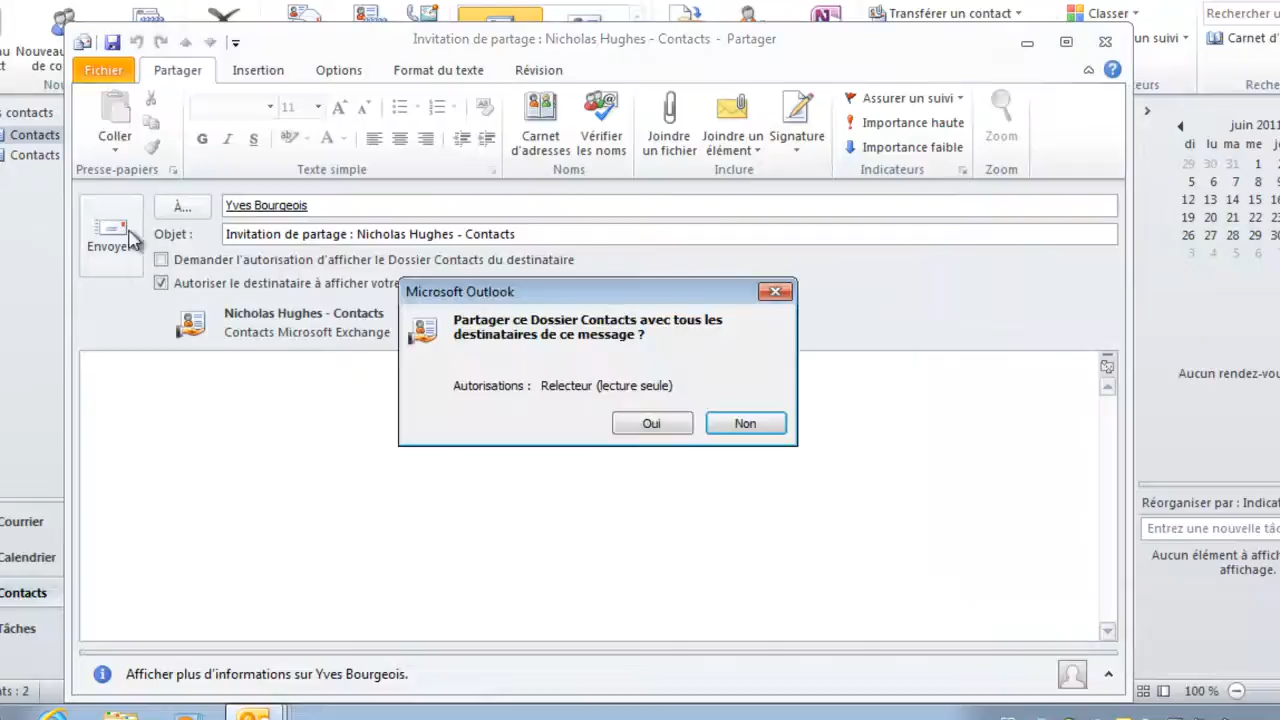 Transférer un contact
Classer
Rechercher u
Nouveau
de co
Nou
un suivi
Carnet d'
eurs
Reche
Invitation de partage : Nicholas Hughes - Contacts - Partager
Fichier
Partager
Insertion
Options
Format du texte
Révision
Coller
Presse-papiers
11
G I S
A
Texte simple
Carnet
d'adresses
Vérifier
les noms
Noms
Joindre
un fichier
Joindre un
élément
Signature
Inclure
Assurer un suivi
Importance haute
Importance faible
Indicateurs
Zoom
Zoom
s contacts
Contacts
Contacts
Envoyer
À...
Yves Bourgeois
Objet :
Invitation de partage : Nicholas Hughes - Contacts
Demander l'autorisation d'afficher le Dossier Contacts du destinataire
Autoriser le destinataire à afficher votre
Nicholas Hughes - Contacts
Contacts Microsoft Exchange
Microsoft Outlook
Partager ce Dossier Contacts avec tous les
destinataires de ce message ?
Autorisations : Relecteur (lecture seule)
Oui
Non
juin 2011
di lu ma me je
29 30 31 1
5 6 7 8
12 13 14 15
19 20 21 22
26 27 28 29
3 4 5 6
Aucun rendez-vou
Réorganiser par : Indicat
Entrez une nouvelle tâc
Aucun élément à affich
affichage.
Courrier
Calendrier
Contacts
Tâches
Afficher plus d'informations sur Yves Bourgeois.
ts : 2
100 %